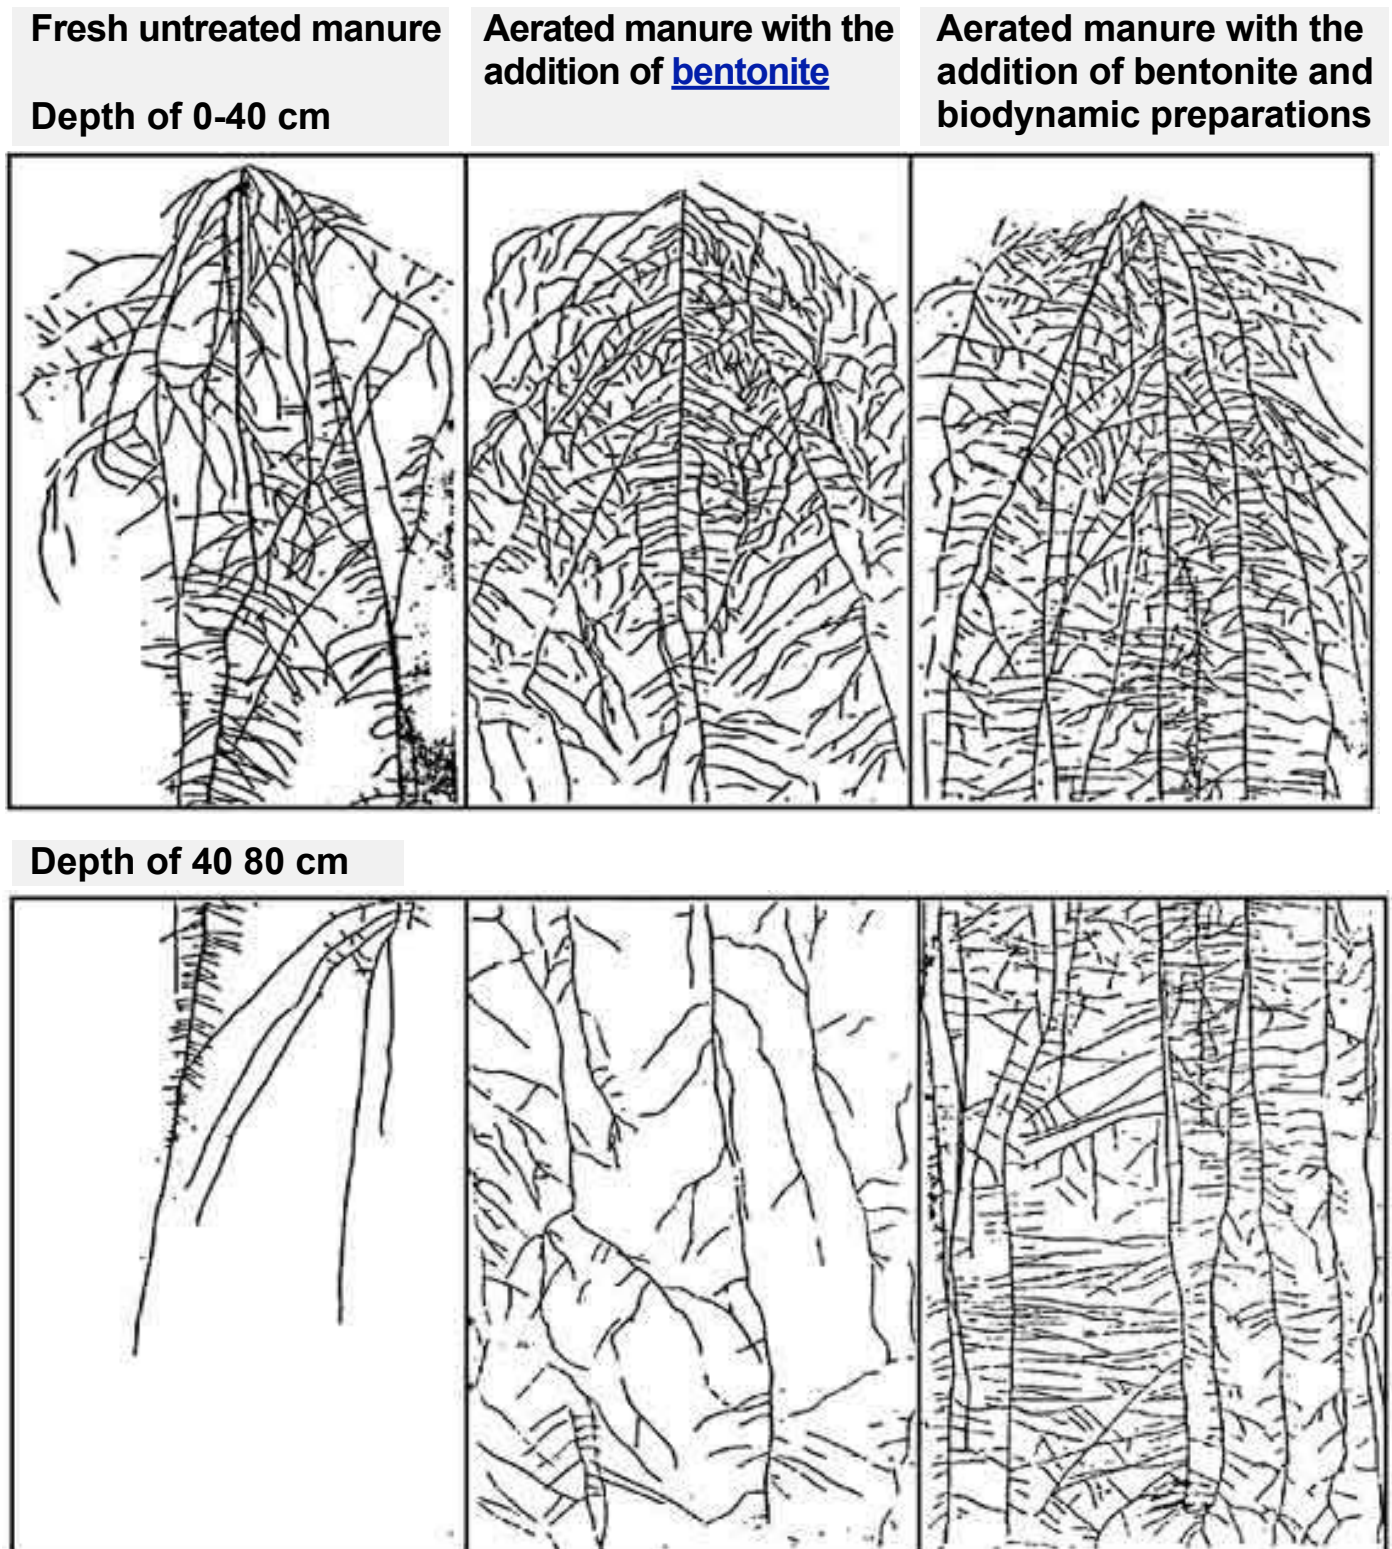 Fresh untreated manure
Depth of 0-40 cm
Aerated manure with the
addition of bentonite
Aerated manure with the
addition of bentonite and
biodynamic preparations
Depth of 40 80 cm